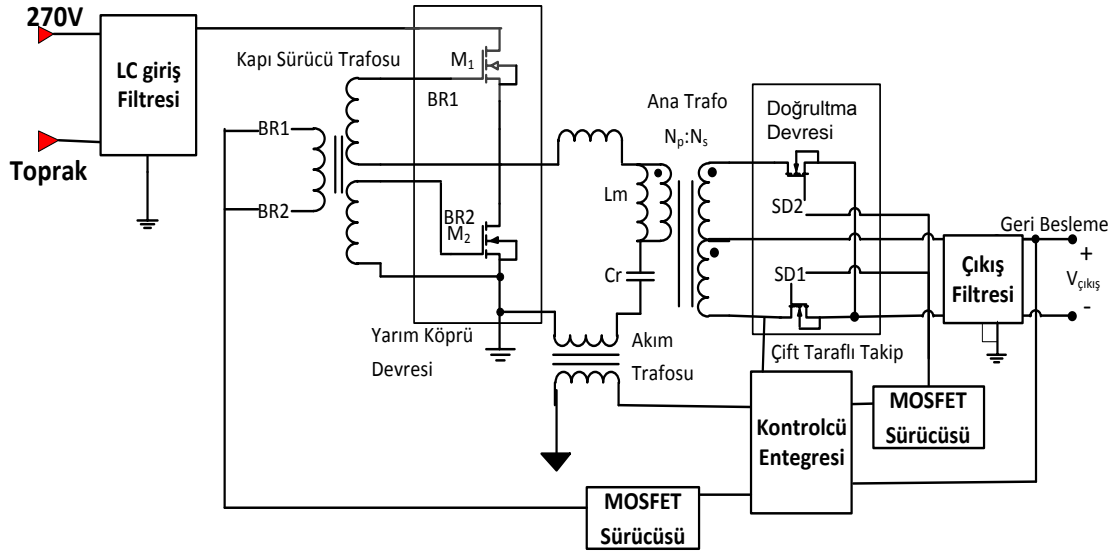 270V
LC giriş
Filtresi
Toprak
Kapı Sürücü Trafosu
M1
BR1
BR1
BR2
BR2
M2
Yarım Köprü
Devresi
Ana Trafo
Np:Ns
Lm
Cr
Akım
Trafosu
Doğrultma
Devresi
SD2
SD1
Çift Taraflı Takip
Geri Besleme
Çıkış
Filtresi
+
Vçıkış
-
Kontrolcü
Entegresi
MOSFET
Sürücüsü
MOSFET
Sürücüsü